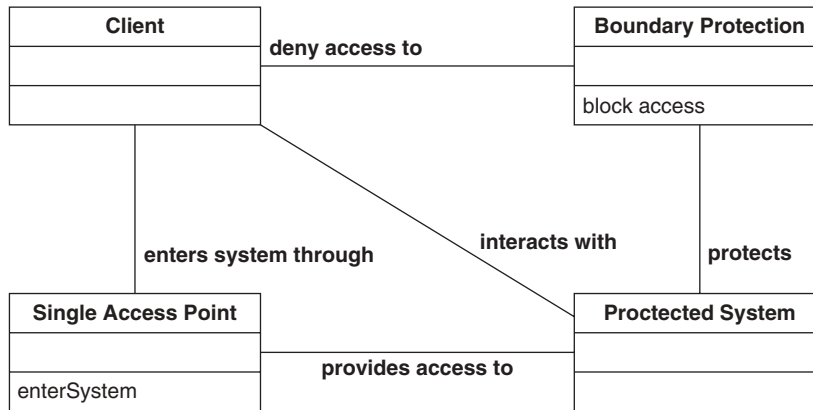 Client
deny access to
Boundary Protection
block access
enters system through
interacts with
protects
Single Access Point
Proctected System
provides access to
enterSystem